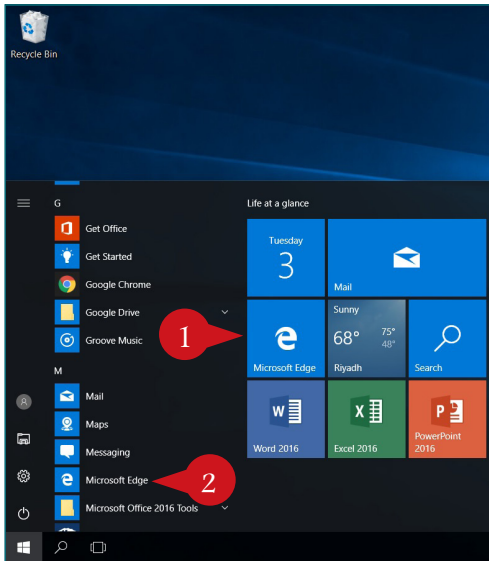 Recycle Bin
G
Get Office
Get Started
Google Chrome
Google Drive
Groove Music
M
Mail
Maps
Messaging
Microsoft Edge
Microsoft Office 2016 Tools
Life at a glance
Tuesday
3
Mail
Microsoft Edge
Sunny
68° 75°
48°
Riyadh
Search
W
Word 2016
X
Excel 2016
P
PowerPoint
2016
1
2